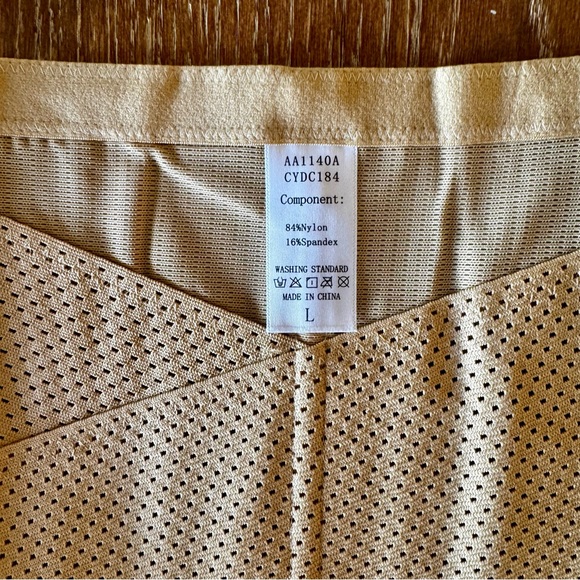 AA1140A
CYDC184
Component:
84%Nylon
16%Spandex
WASHING STANDARD
MADE IN CHINA
L